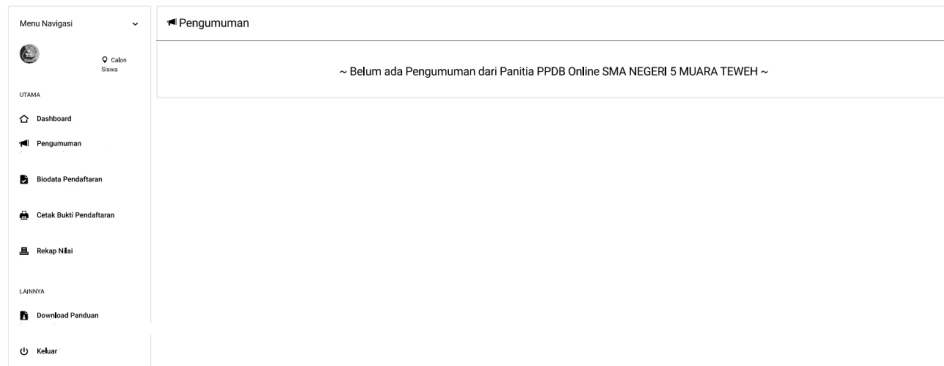 Menu Navigasi
Calon
Siswa
UTAMA
Dashboard
Pengumuman
Biodata Pendaftaran
Cetak Bukti Pendaftaran
Rekap Nilai
LAINNYA
Download Panduan
Keluar
Pengumuman
~ Belum ada Pengumuman dari Panitia PPDB Online SMA NEGERI 5 MUARA TEWEH ~